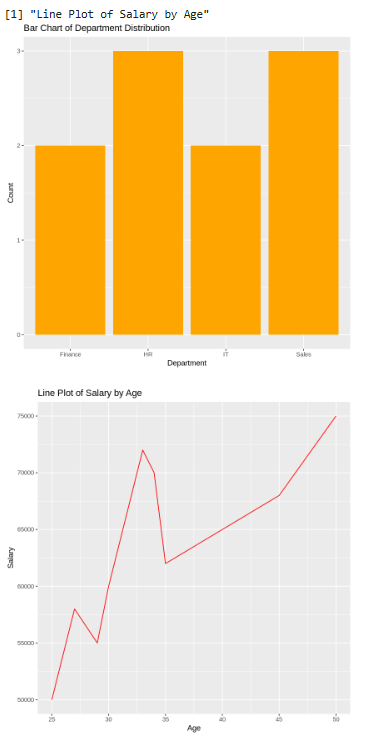 [1] "Line Plot of Salary by Age"
Bar Chart of Department Distribution
3
2
1
0
Count
Finance HR IT Sales
Department
Line Plot of Salary by Age
75000
70000
65000
60000
55000
50000
Salary
25 30 35 40 45 50
Age